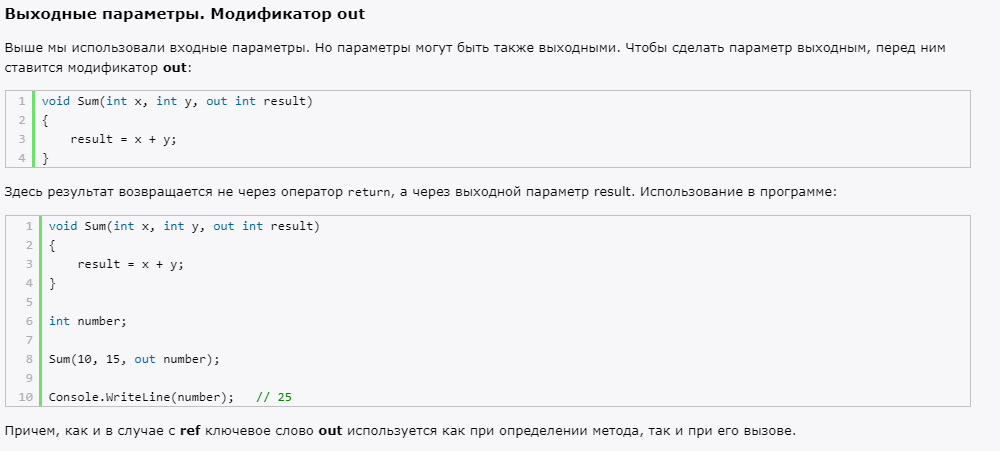 Выходные параметры. Модификатор out
Выше мы использовали входные параметры. Но параметры могут быть также выходными. Чтобы сделать параметр выходным, перед ним
ставится модификатор out:
1 void Sum(int x, int y, out int result)
2 {
3     result = x + y;
4 }
Здесь результат возвращается не через оператор return, а через выходной параметр result. Использование в программе:
1 void Sum(int x, int y, out int result)
2 {
3     result = x + y;
4 }
5
6 int number;
7
8 Sum(10, 15, out number);
9
10 Console.WriteLine(number);   // 25
Причем, как и в случае с ref ключевое слово out используется как при определении метода, так и при его вызове.